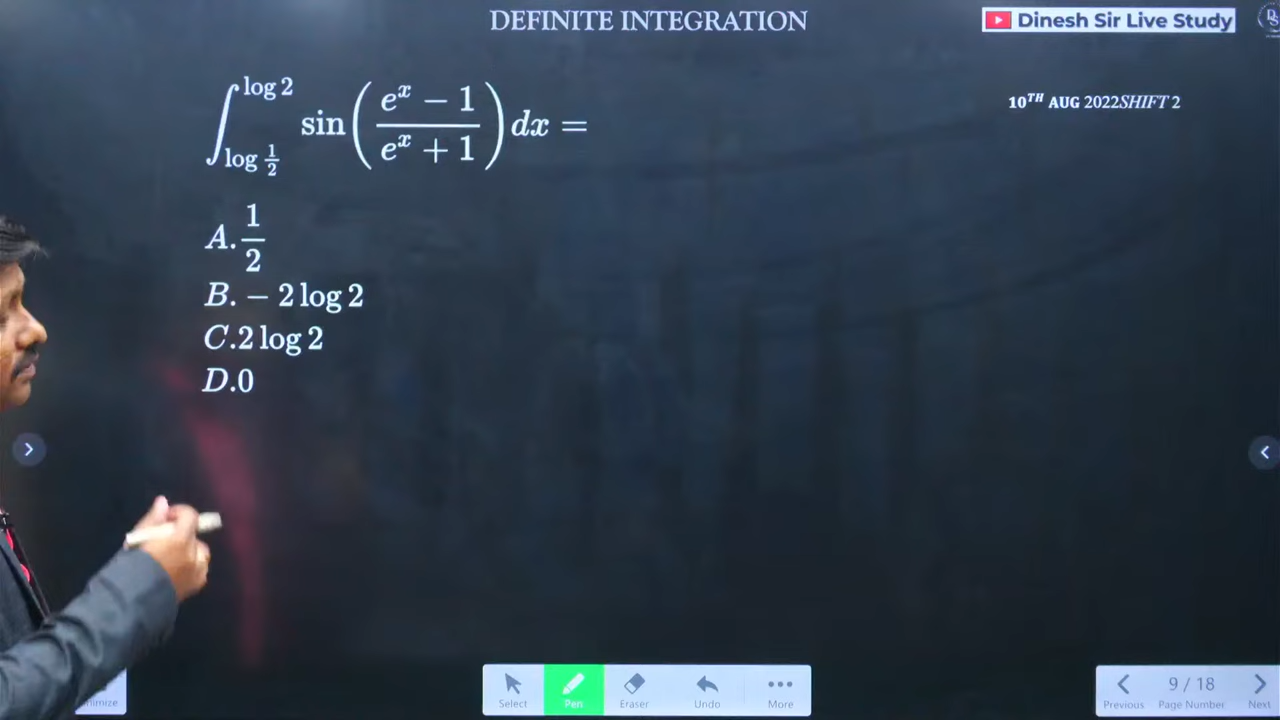 DEFINITE INTEGRATION
Dinesh Sir Live Study
10TH AUG 2022SHIFT 2
∫_{log 1/2}^{log 2} sin((e^x − 1)/(e^x + 1)) dx =
A. 1/2
B. − 2 log 2
C.2 log 2
D.0
Select
Pen
Eraser
Undo
More
Previous
9 / 18
Page Number
Next